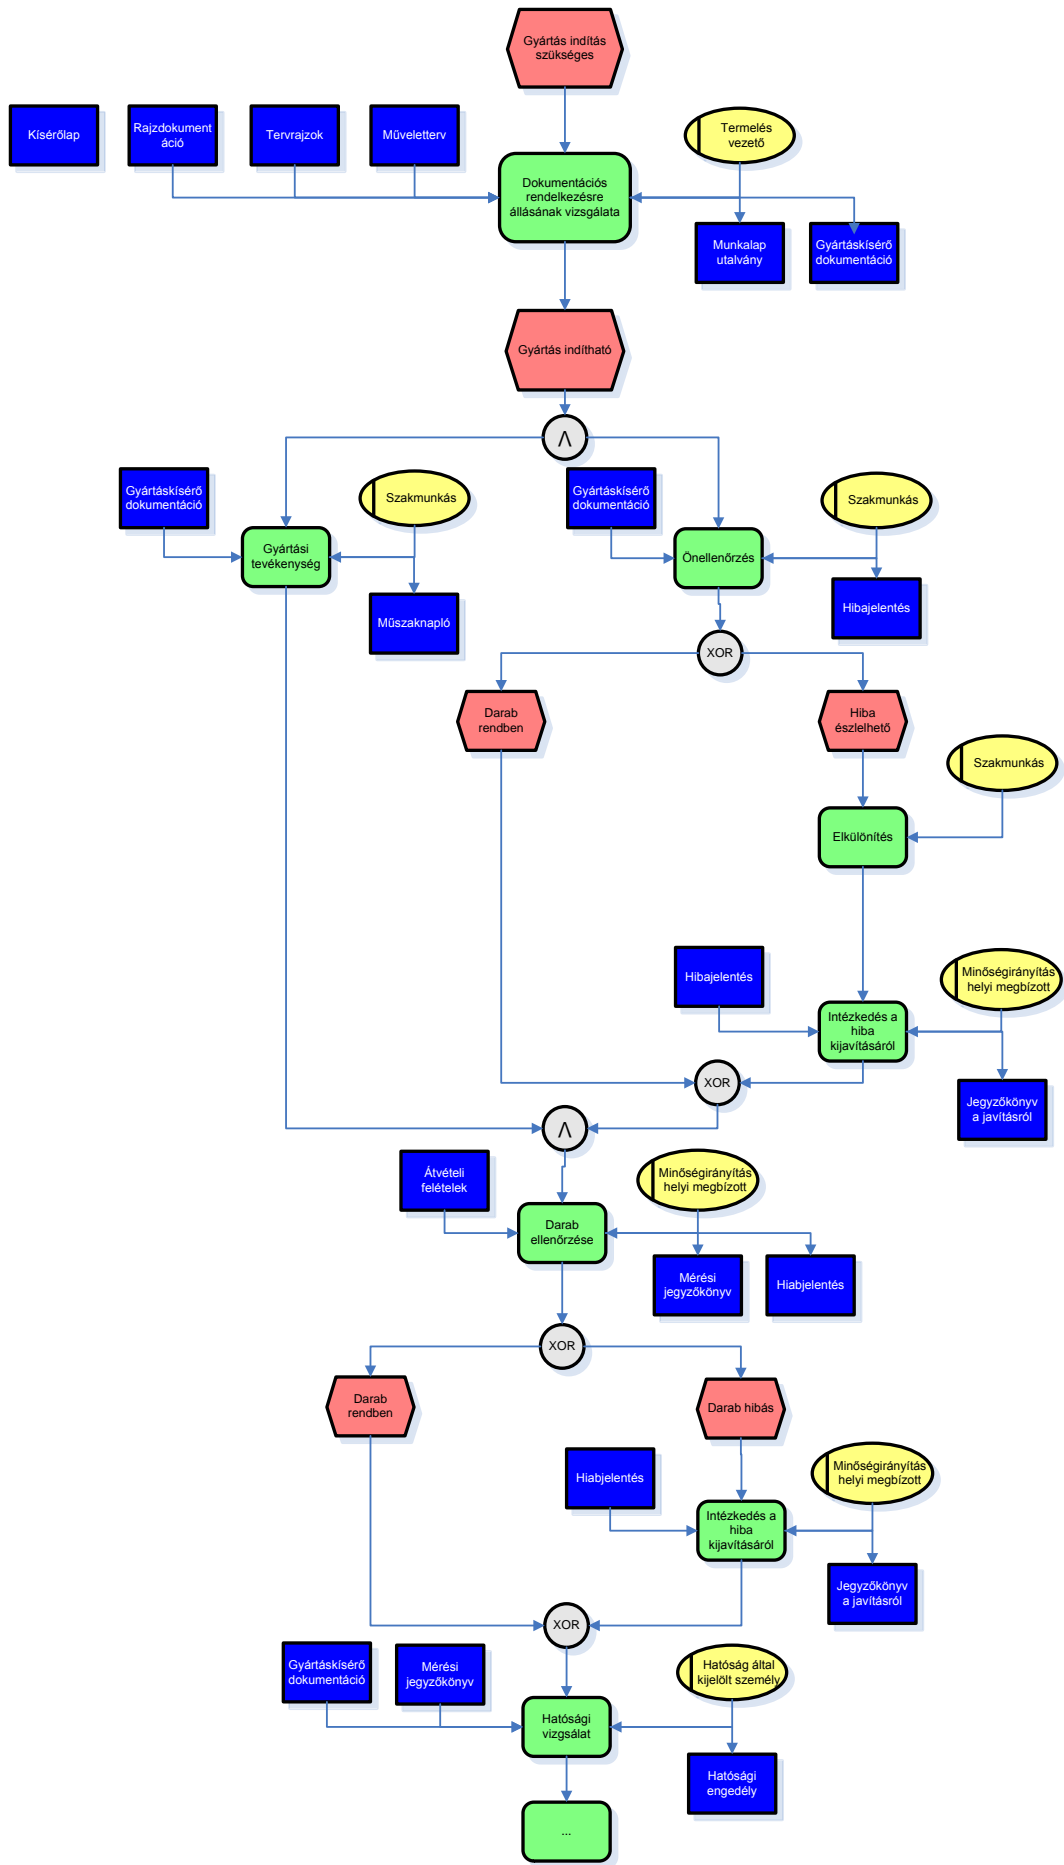 Gyártás indítás
szükséges
Kísérőlap
Rajzdokument
áció
Tervrajzok
Műveletterv
Termelés
vezető
Dokumentációs
rendelkezésre
állásának vizsgálata
Munkalap
utalvány
Gyártáskísérő
dokumentáció
Gyártás indítható
Λ
Gyártáskísérő
dokumentáció
Szakmunkás
Gyártáskísérő
dokumentáció
Szakmunkás
Gyártási
tevékenység
Önellenőrzés
Műszaknapló
Hibajelentés
XOR
Darab
rendben
Hiba
észlelhető
Szakmunkás
Elkülönítés
Hibajelentés
Minőségirányítás
helyi megbízott
Intézkedés a
hiba
kijavításáról
XOR
Jegyzőkönyv
a javításról
Λ
Átvételi
felételek
Minőségirányítás
helyi megbízott
Darab
ellenőrzése
Mérési
jegyzőkönyv
Hiabjelentés
XOR
Darab
rendben
Darab hibás
Hiabjelentés
Minőségirányítás
helyi megbízott
Intézkedés a
hiba
kijavításáról
Jegyzőkönyv
a javításról
XOR
Gyártáskísérő
dokumentáció
Mérési
jegyzőkönyv
Hatóság által
kijelölt személy
Hatósági
vizgsálat
Hatósági
engedély
...